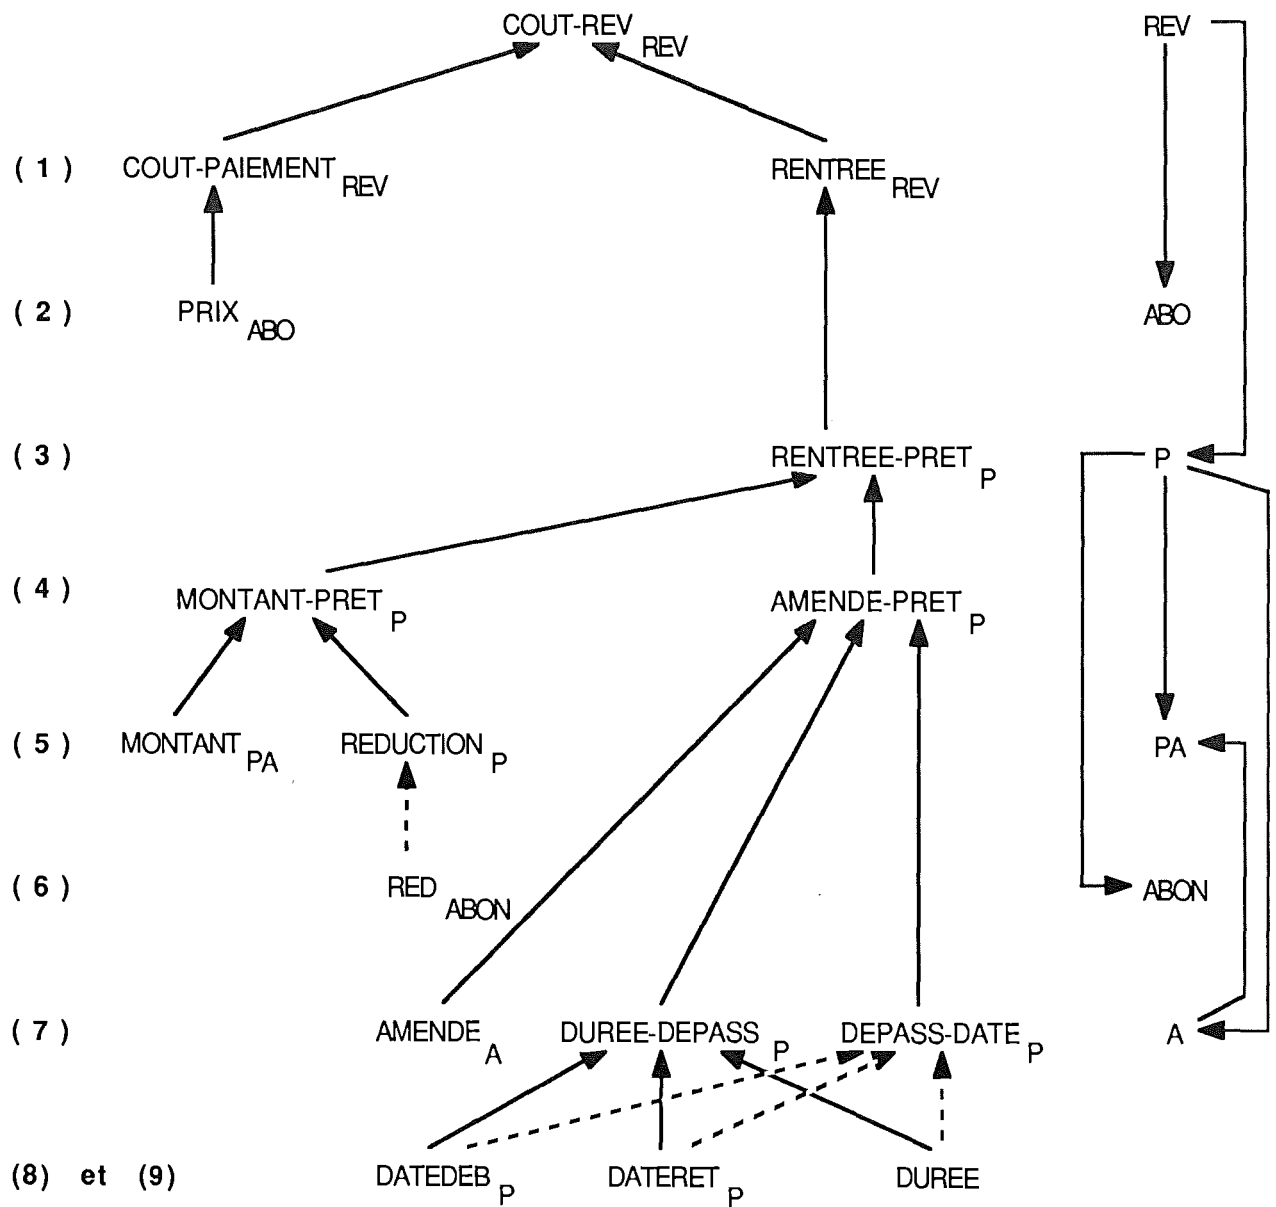 COUT-REV REV REV
( 1 ) COUT-PAIEMENT REV RENTREE REV
( 2 ) PRIX ABO ABO
( 3 ) RENTREE-PRET P P
( 4 ) MONTANT-PRET P AMENDE-PRET P
( 5 ) MONTANT PA REDUCTION P PA
( 6 ) RED ABON ABON
( 7 ) AMENDE A DUREE-DEPASS P DEPASS-DATE P A
(8) et (9) DATEDEB P DATERET P DUREE